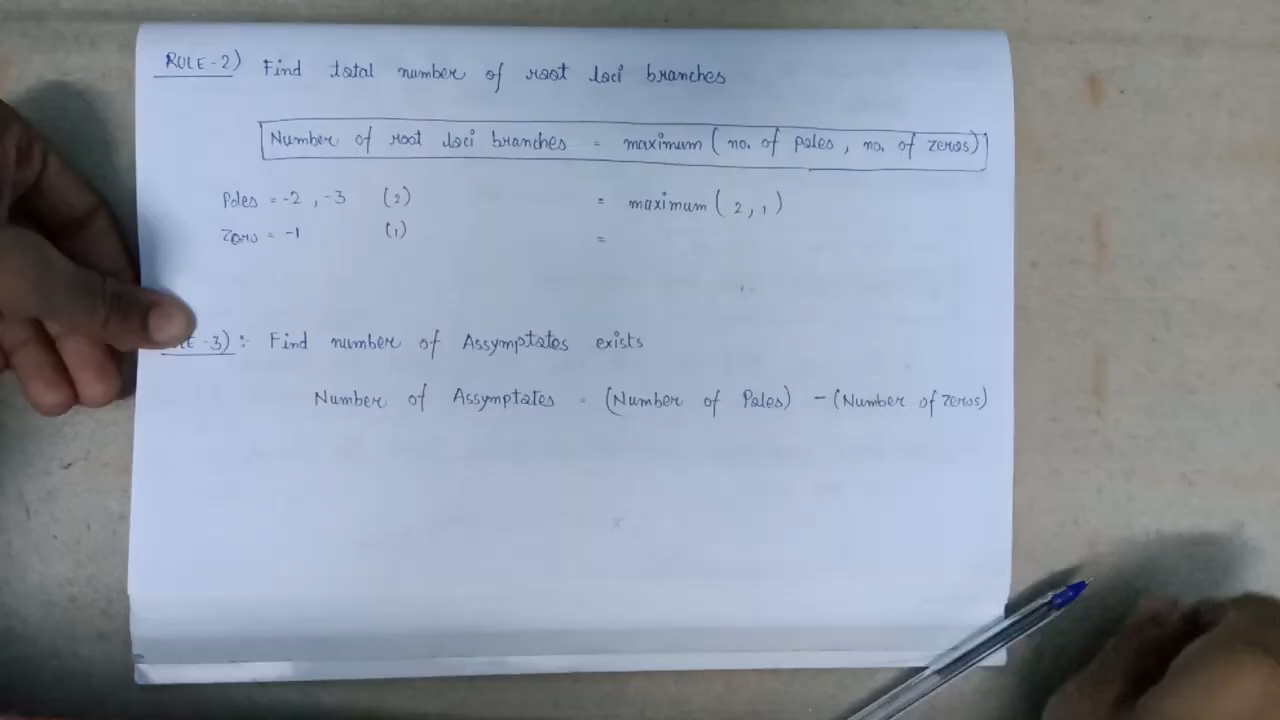 RULE-2) Find total number of root loci branches
Number of root loci branches = maximum ( no. of poles , no. of zeros )
Poles = -2 , -3 (2) = maximum ( 2 , 1 )
Zero = -1 (1) =
-3) :- Find number of Assymptates exists
Number of Assymptates = (Number of Poles) - (Number of zeros)